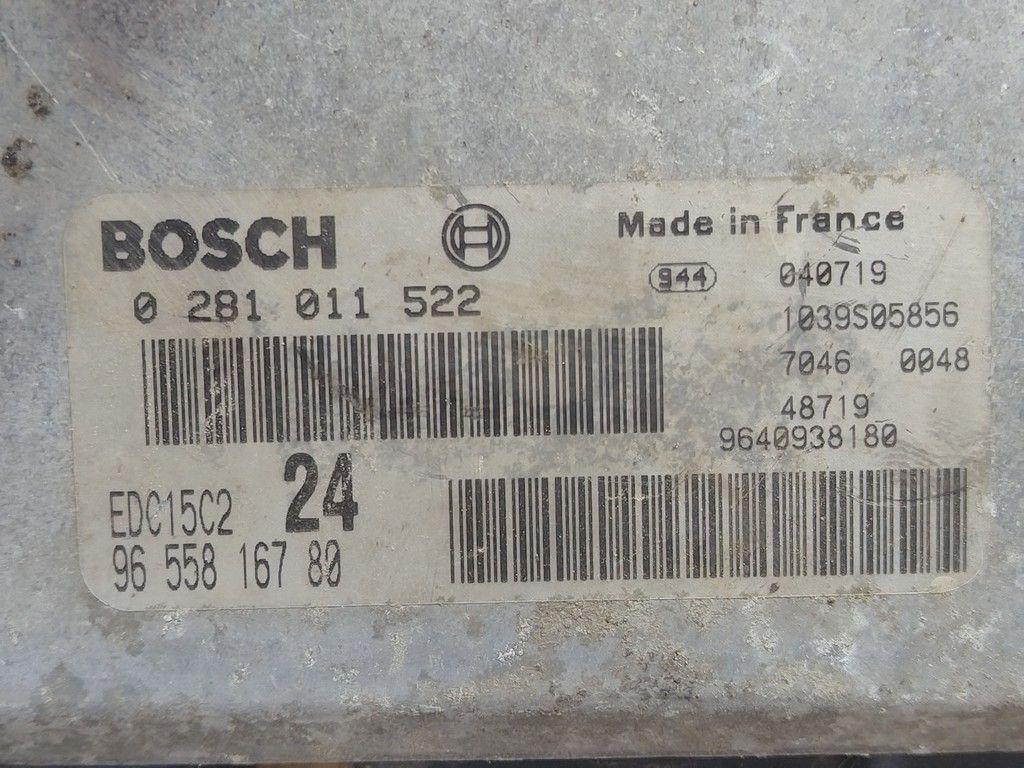 BOSCH
Made in France
944 040719
0 281 011 522
1039S05856
7046 0048
48719
9640938180
24
EDC15C2
96 558 167 80